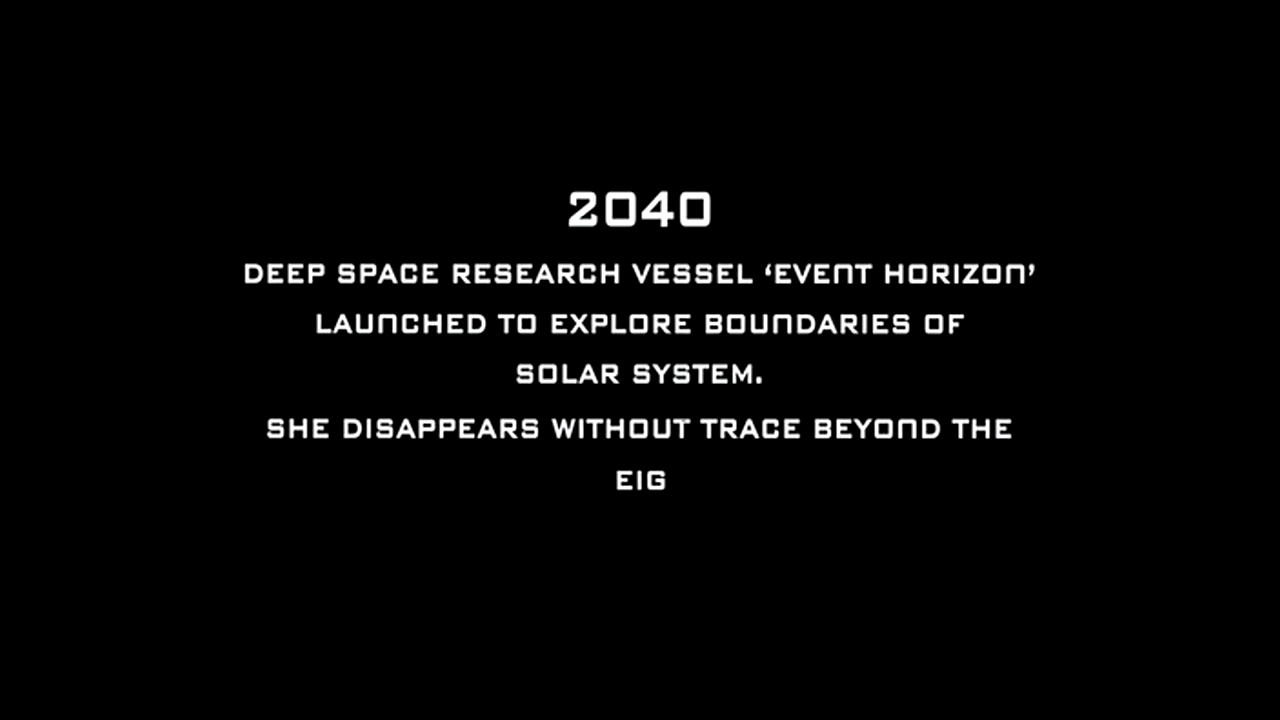 2040
DEEP SPACE RESEARCH VESSEL ‘EVENT HORIZON’
LAUNCHED TO EXPLORE BOUNDARIES OF
SOLAR SYSTEM.
SHE DISAPPEARS WITHOUT TRACE BEYOND THE
EIG